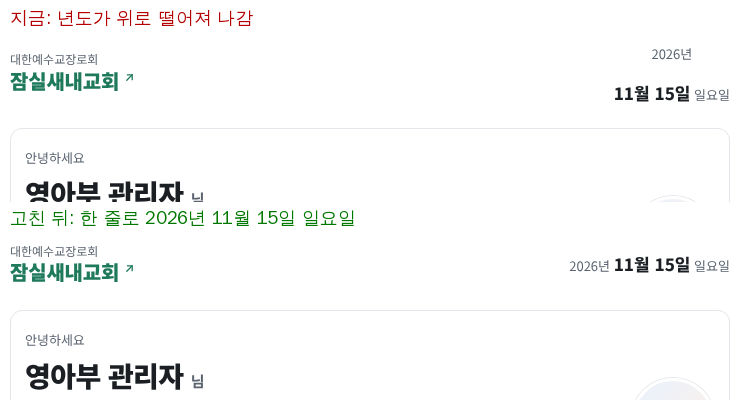 지금: 년도가 위로 떨어져 나감
대한예수교장로회
2026년
잠실새내교회 ↗
11월 15일 일요일
안녕하세요
영아부 관리자 님
고친 뒤: 한 줄로 2026년 11월 15일 일요일
대한예수교장로회
2026년 11월 15일 일요일
잠실새내교회 ↗
안녕하세요
영아부 관리자 님